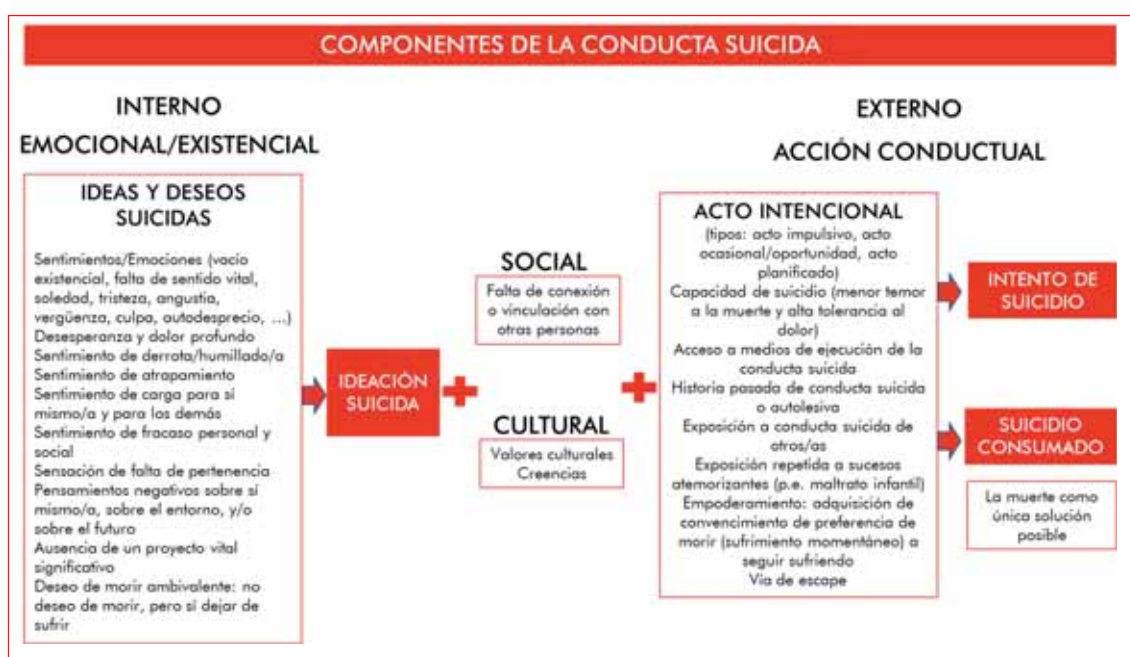 COMPONENTES DE LA CONDUCTA SUICIDA
INTERNO
EMOCIONAL/EXISTENCIAL
IDEAS Y DESEOS
SUICIDAS
Sentimientos/Emociones (vacío
existencial, falta de sentido vital,
soledad, tristeza, angustia,
vergüenza, culpa, autodesprecio, ...)
Desesperanza y dolor profundo
Sentimiento de derrota/humillado/a
Sentimiento de atrapamiento
Sentimiento de carga para sí
mismo/a y para los demás
Sentimiento de fracaso personal y
social
Sensación de falta de pertenencia
Pensamientos negativos sobre sí
mismo/a, sobre el entorno, y/o
sobre el futuro
Ausencia de un proyecto vital
significativo
Deseo de morir ambivalente: no
deseo de morir, pero sí dejar de
sufrir
IDEACIÓN
SUICIDA
SOCIAL
Falta de conexión
o vinculación con
otras personas
CULTURAL
Valores culturales
Creencias
EXTERNO
ACCIÓN CONDUCTUAL
ACTO INTENCIONAL
(tipos: acto impulsivo, acto
ocasional/oportunidad, acto
planificado)
Capacidad de suicidio (menor temor
a la muerte y alta tolerancia al
dolor)
Acceso a medios de ejecución de la
conducta suicida
Historia pasada de conducta suicida
o autolesiva
Exposición a conducta suicida de
otros/as
Exposición repetida a sucesos
atemorizantes (p.e. maltrato infantil)
Empoderamiento: adquisición de
convencimiento de preferencia de
morir (sufrimiento momentáneo) a
seguir sufriendo
Vía de escape
INTENTO DE
SUICIDIO
SUICIDIO
CONSUMADO
La muerte como
única solución
posible